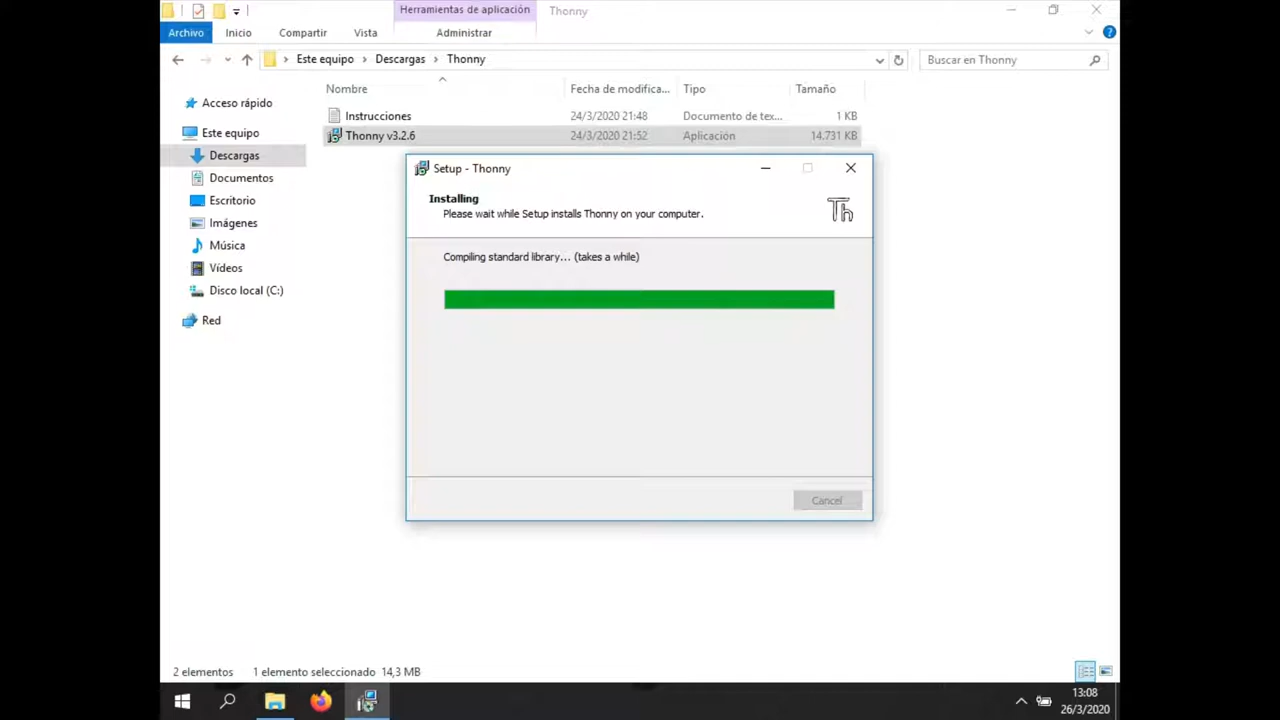 Herramientas de aplicación
Thonny
Archivo
Inicio
Compartir
Vista
Administrar
Este equipo
Descargas
Thonny
Buscar en Thonny
Nombre
Fecha de modifica...
Tipo
Tamaño
Acceso rápido
Este equipo
Descargas
Documentos
Escritorio
Imágenes
Música
Vídeos
Disco local (C:)
Red
Instrucciones
24/3/2020 21:48
Documento de tex...
1 KB
Thonny v3.2.6
24/3/2020 21:52
Aplicación
14.731 KB
Setup - Thonny
Installing
Please wait while Setup installs Thonny on your computer.
Th
Compiling standard library... (takes a while)
Cancel
2 elementos
1 elemento seleccionado 14,3 MB
13:08
26/3/2020